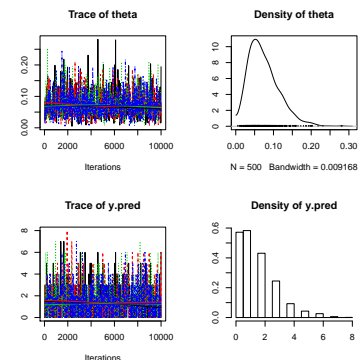 Trace of theta
0.00 0.10 0.20
0 2000 6000 10000
Iterations
Density of theta
0 2 4 6 8 10
0.00 0.10 0.20 0.30
N = 500 Bandwidth = 0.009168
Trace of y.pred
0 2 4 6 8
0 2000 6000 10000
Iterations
Density of y.pred
0.0 0.2 0.4 0.6
0 2 4 6 8